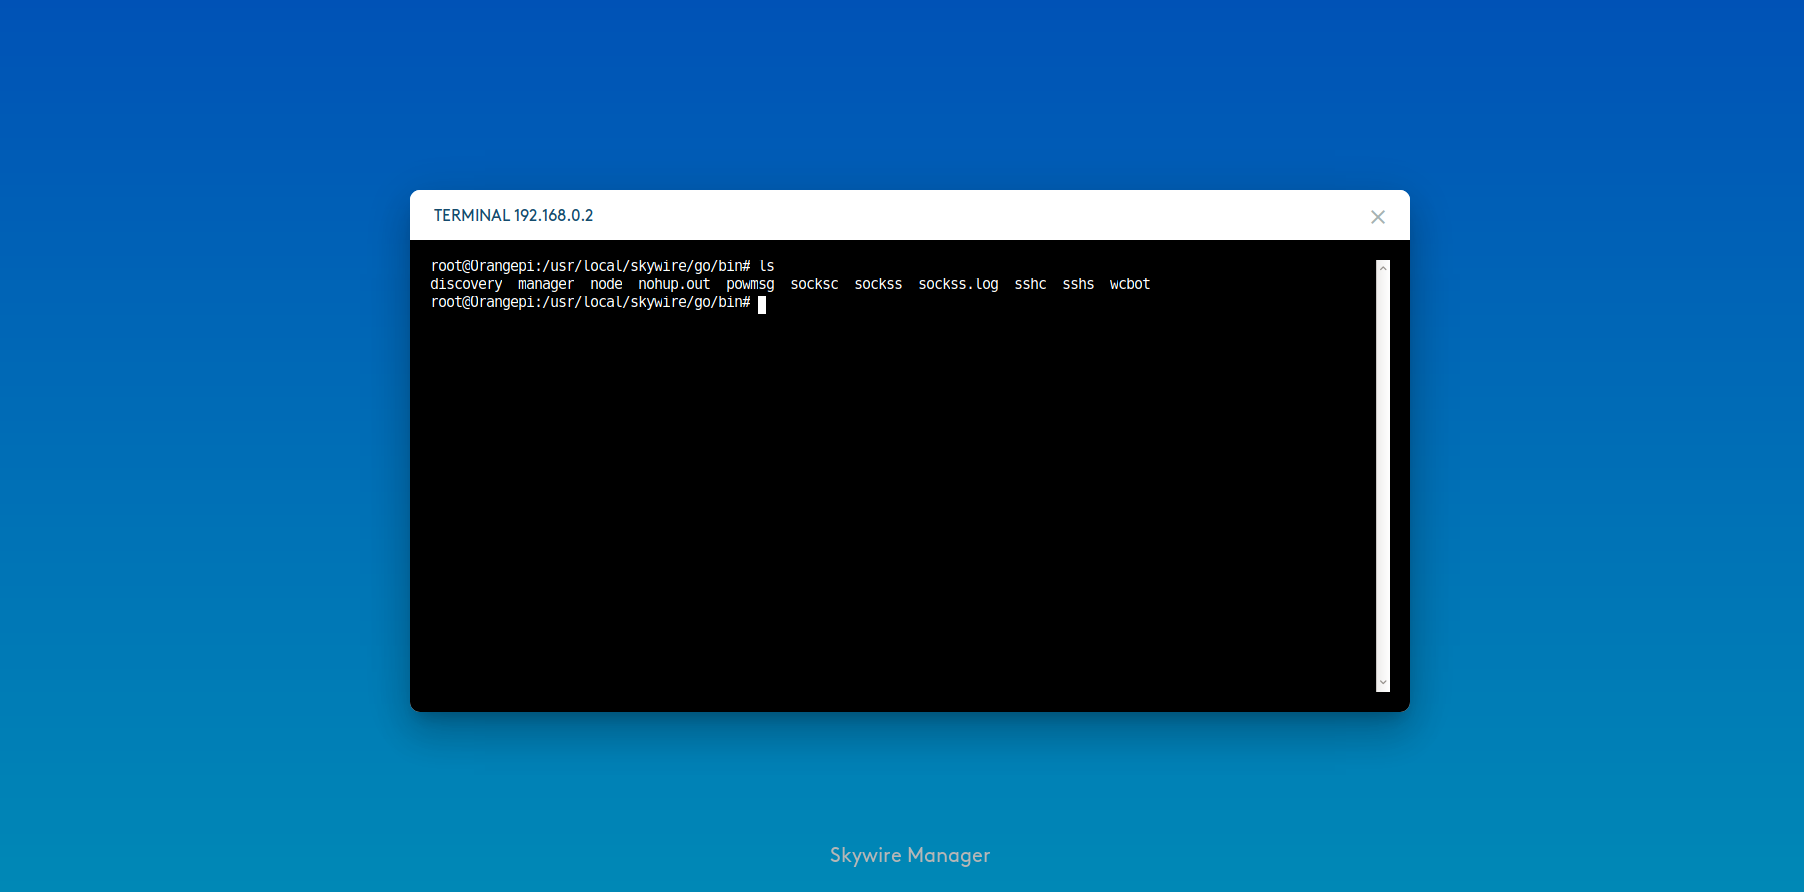 TERMINAL 192.168.0.2
root@Orangepi:/usr/local/skywire/go/bin# ls
discovery  manager  node  nohup.out  powmsg  socksc  sockss  sockss.log  sshc  sshs  wcbot
root@Orangepi:/usr/local/skywire/go/bin#
Skywire Manager